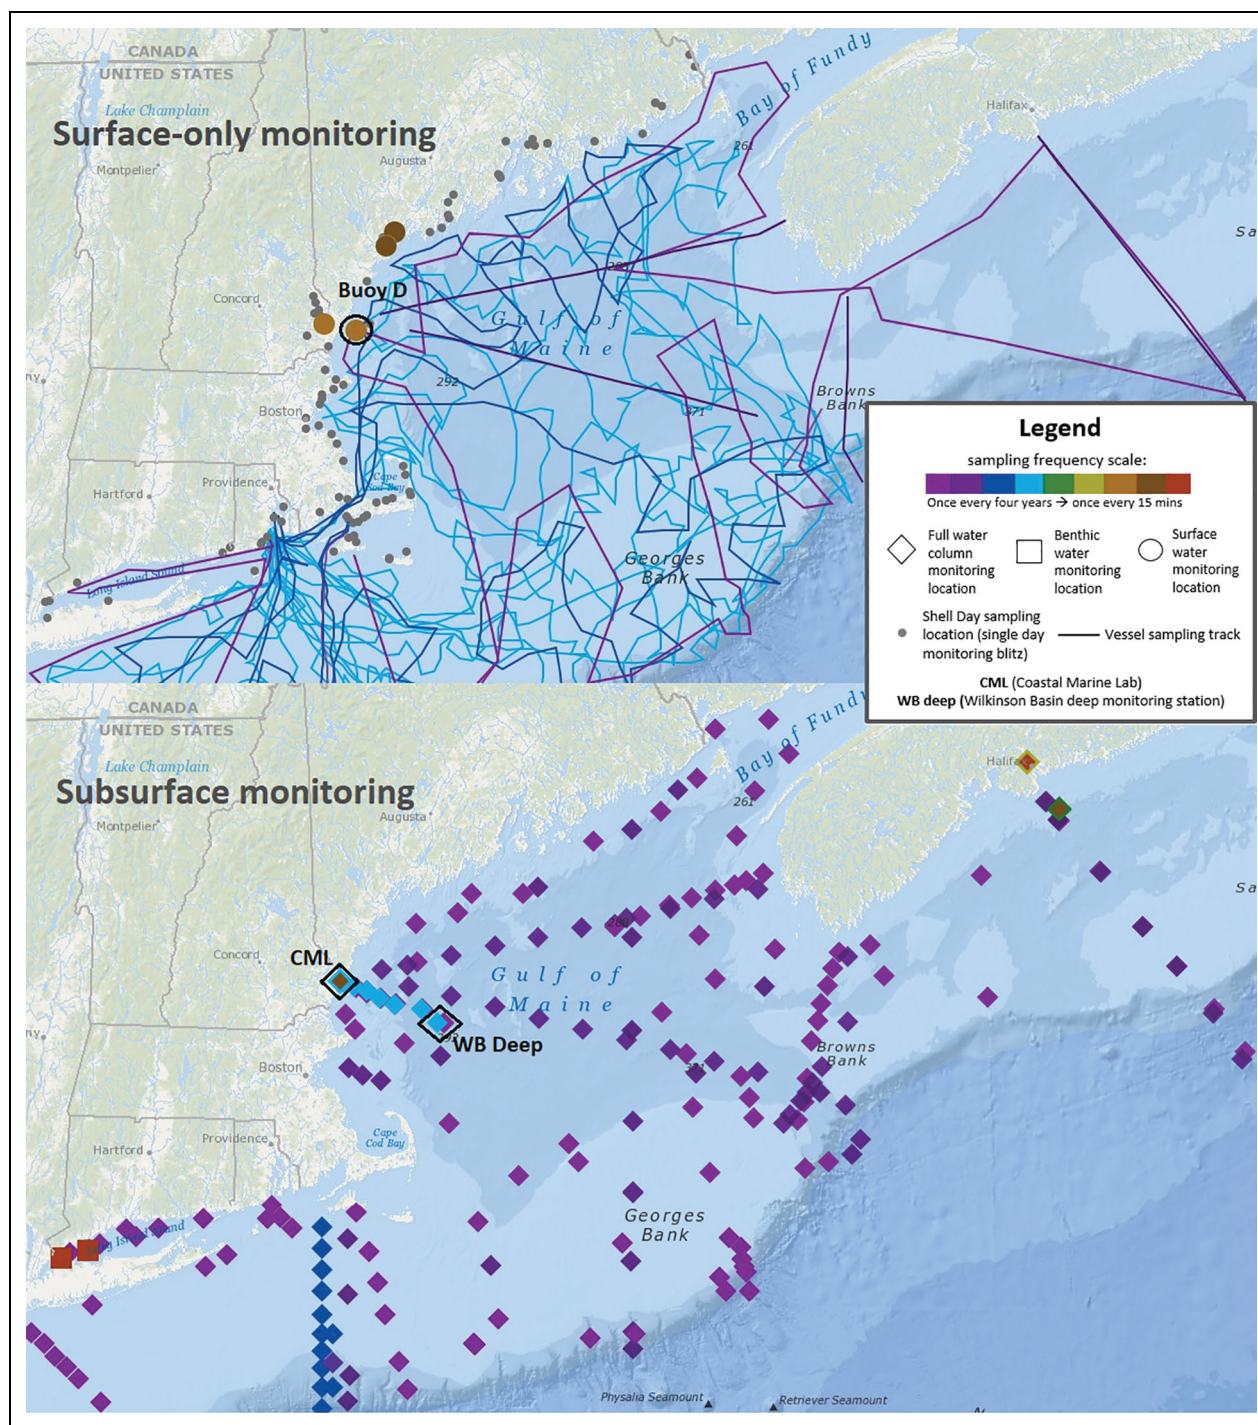 CANADA
UNITED STATES
Lake Champlain
Surface-only monitoring
Montpelier
Augusta
Bay of Fundy
261
Halifax
Sa
Concord
Buoy D
Gulf of
Maine
292
371
Browns
Bank
Boston
Hartford
Providence
Cape
Cod Bay
Long Island Sound
Georges
Bank
ny
Legend
sampling frequency scale:
Once every four years → once every 15 mins
Full water
column
monitoring
location
Benthic
water
monitoring
location
Surface
water
monitoring
location
Shell Day sampling
location (single day
monitoring blitz)
Vessel sampling track
CML (Coastal Marine Lab)
WB deep (Wilkinson Basin deep monitoring station)
CANADA
UNITED STATES
Lake Champlain
Subsurface monitoring
Montpelier
Augusta
Bay of Fundy
261
Halifax
Sa
Concord
CML
Gulf of
Maine
WB Deep
Browns
Bank
ny
Boston
Hartford
Providence
Cape
Cod Bay
Georges
Bank
Physalia Seamount
Retriever Seamount